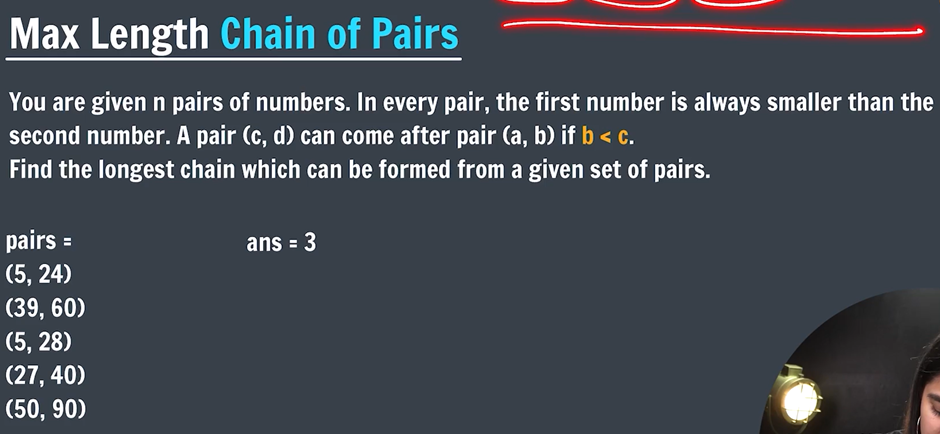 Max Length Chain of Pairs
You are given n pairs of numbers. In every pair, the first number is always smaller than the
second number. A pair (c, d) can come after pair (a, b) if b < c.
Find the longest chain which can be formed from a given set of pairs.
pairs =
ans = 3
(5, 24)
(39, 60)
(5, 28)
(27, 40)
(50, 90)